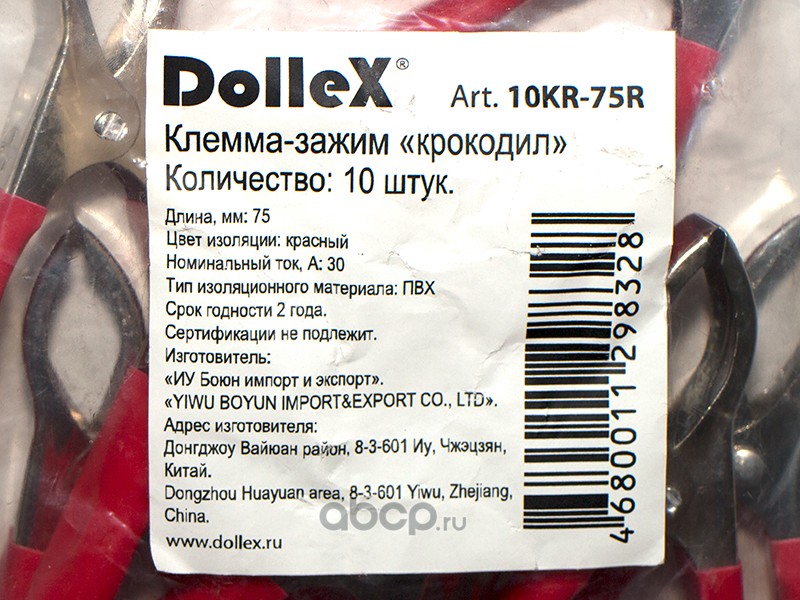 DolleX®
Art. 10KR-75R
Клемма-зажим «крокодил»
Количество: 10 штук.
Длина, мм: 75
Цвет изоляции: красный
Номинальный ток, А: 30
Тип изоляционного материала: ПВХ
Срок годности 2 года.
Сертификации не подлежит.
Изготовитель:
«ИУ Боюн импорт и экспорт».
«YIWU BOYUN IMPORT&EXPORT CO., LTD».
Адрес изготовителя:
Донгджоу Вайюан район, 8-3-601 Иу, Чжэцзян,
Китай.
Dongzhou Huayuan area, 8-3-601 Yiwu, Zhejiang,
China.
www.dollex.ru
4680011298328
abcp.ru